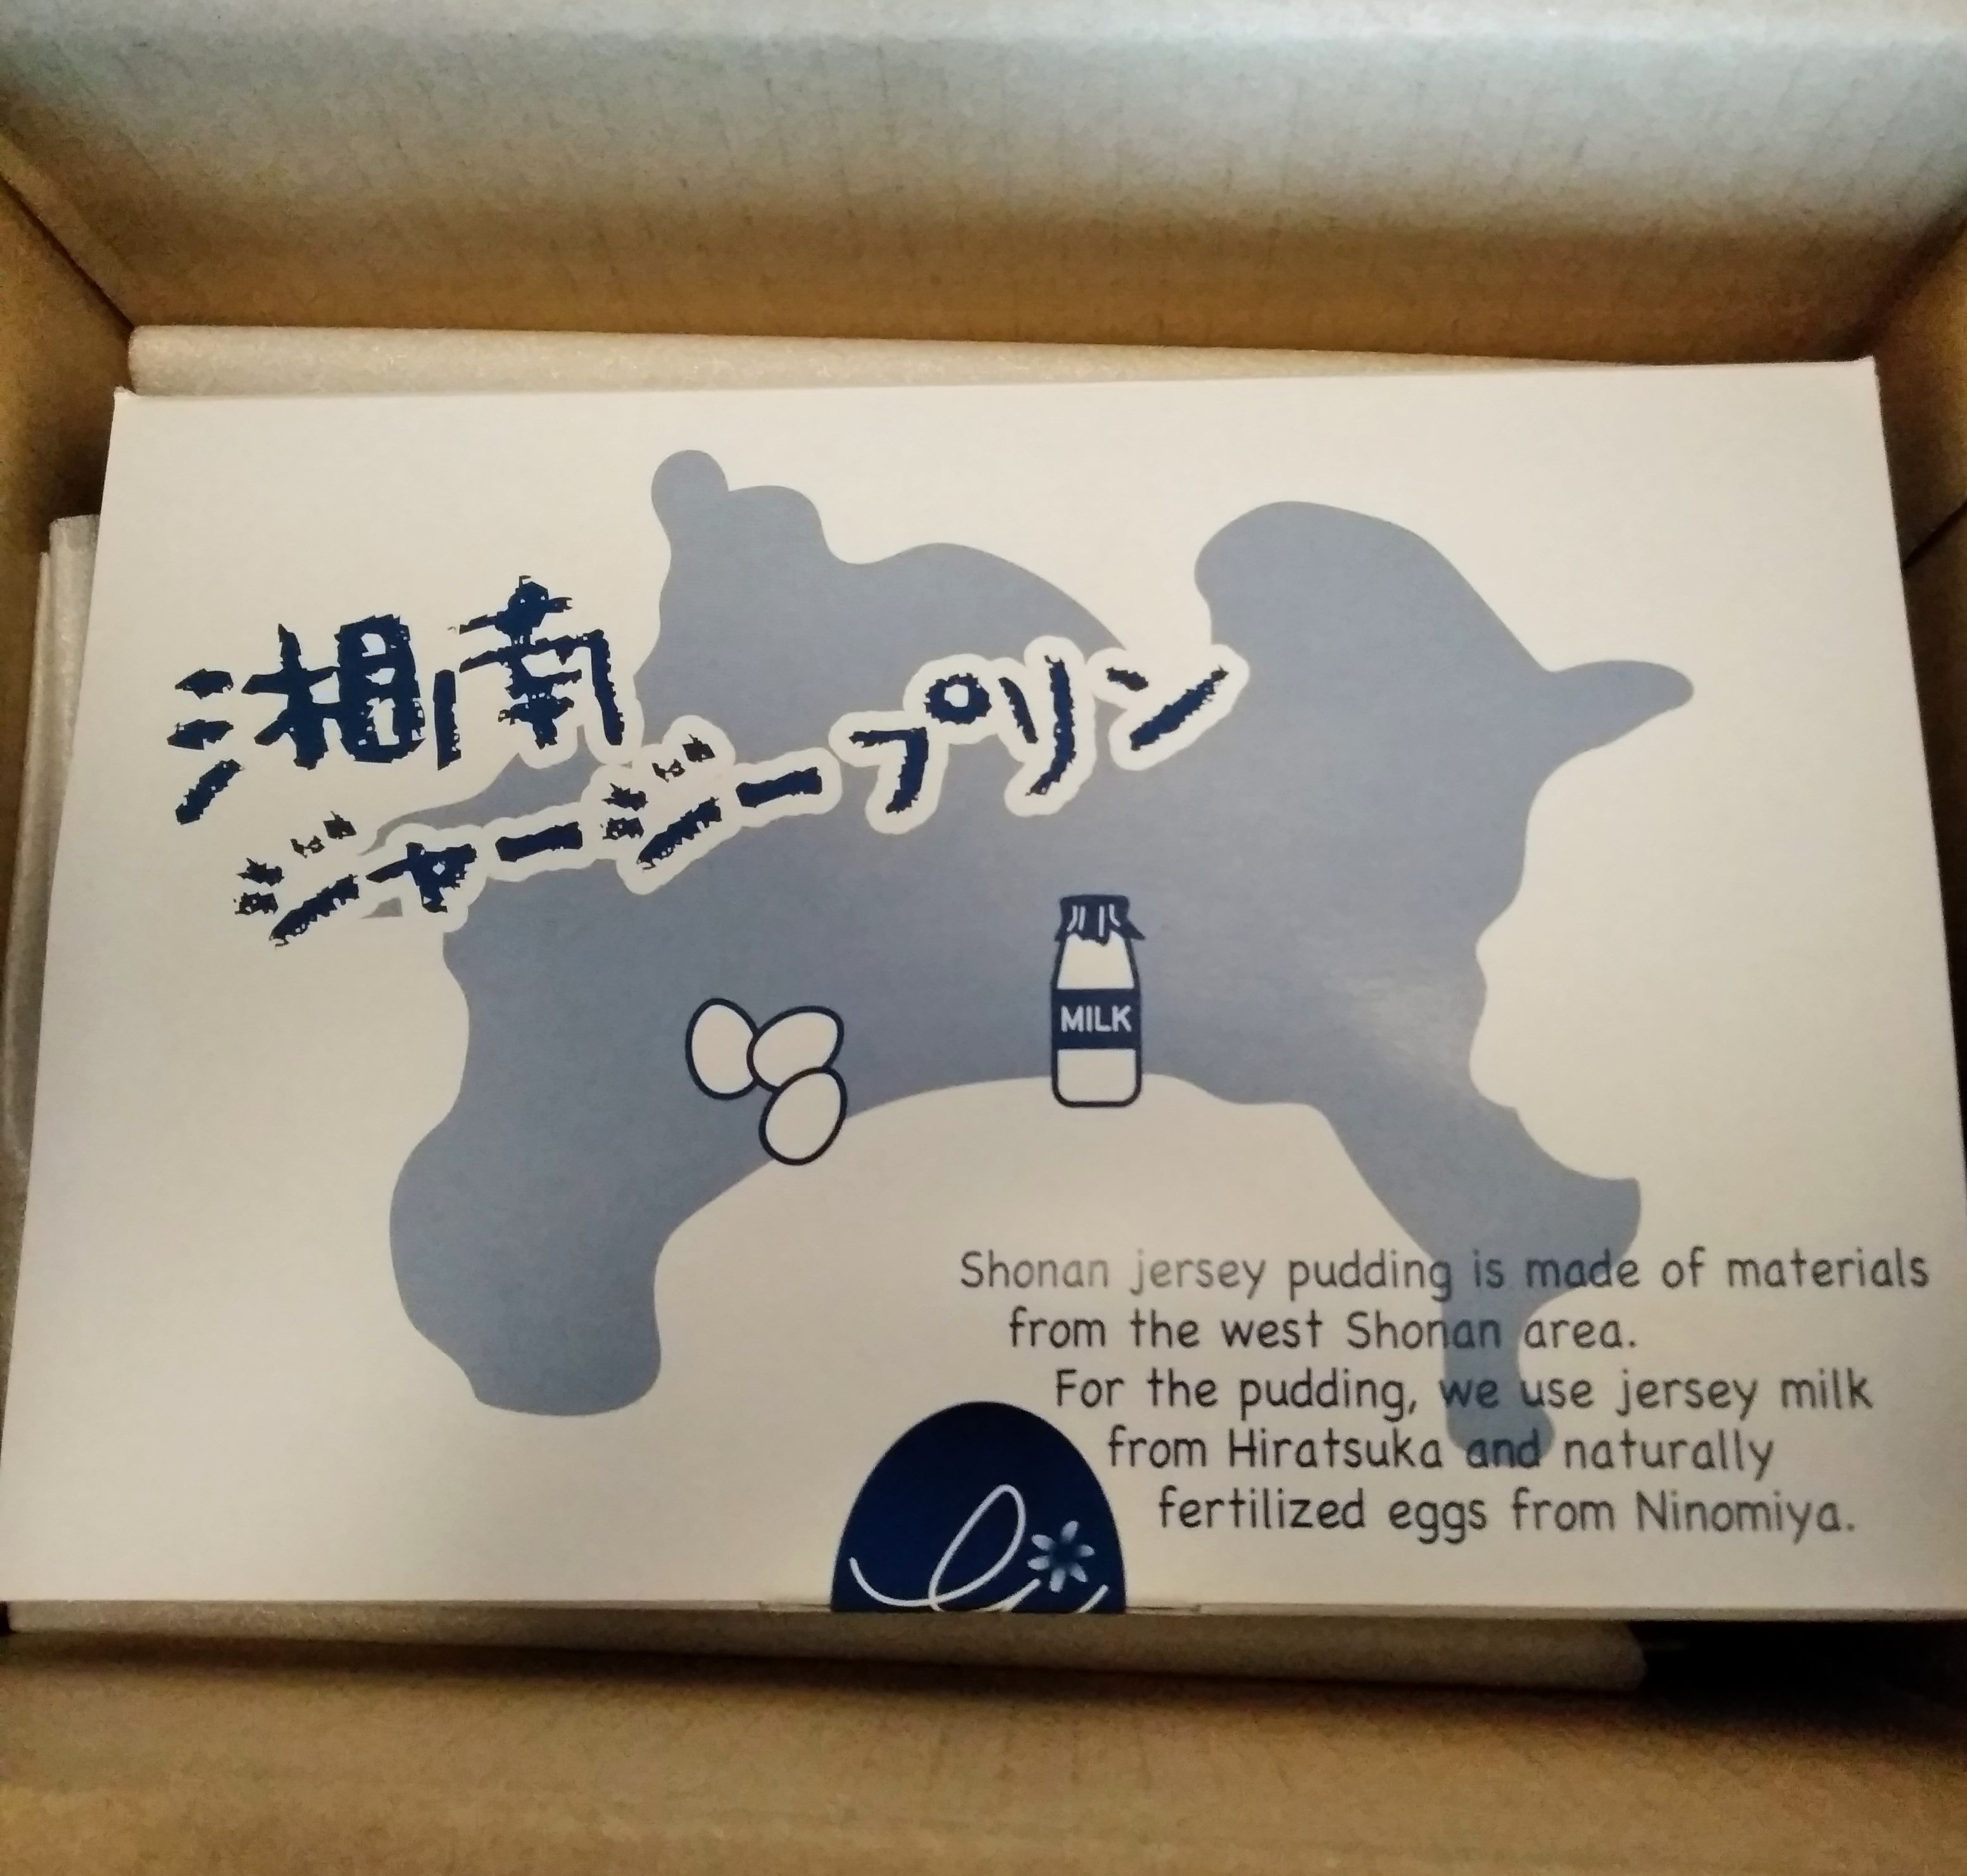 湘南
ジャージープリン
MILK
Shonan jersey pudding is made of materials
from the west Shonan area.
For the pudding, we use jersey milk
from Hiratsuka and naturally
fertilized eggs from Ninomiya.